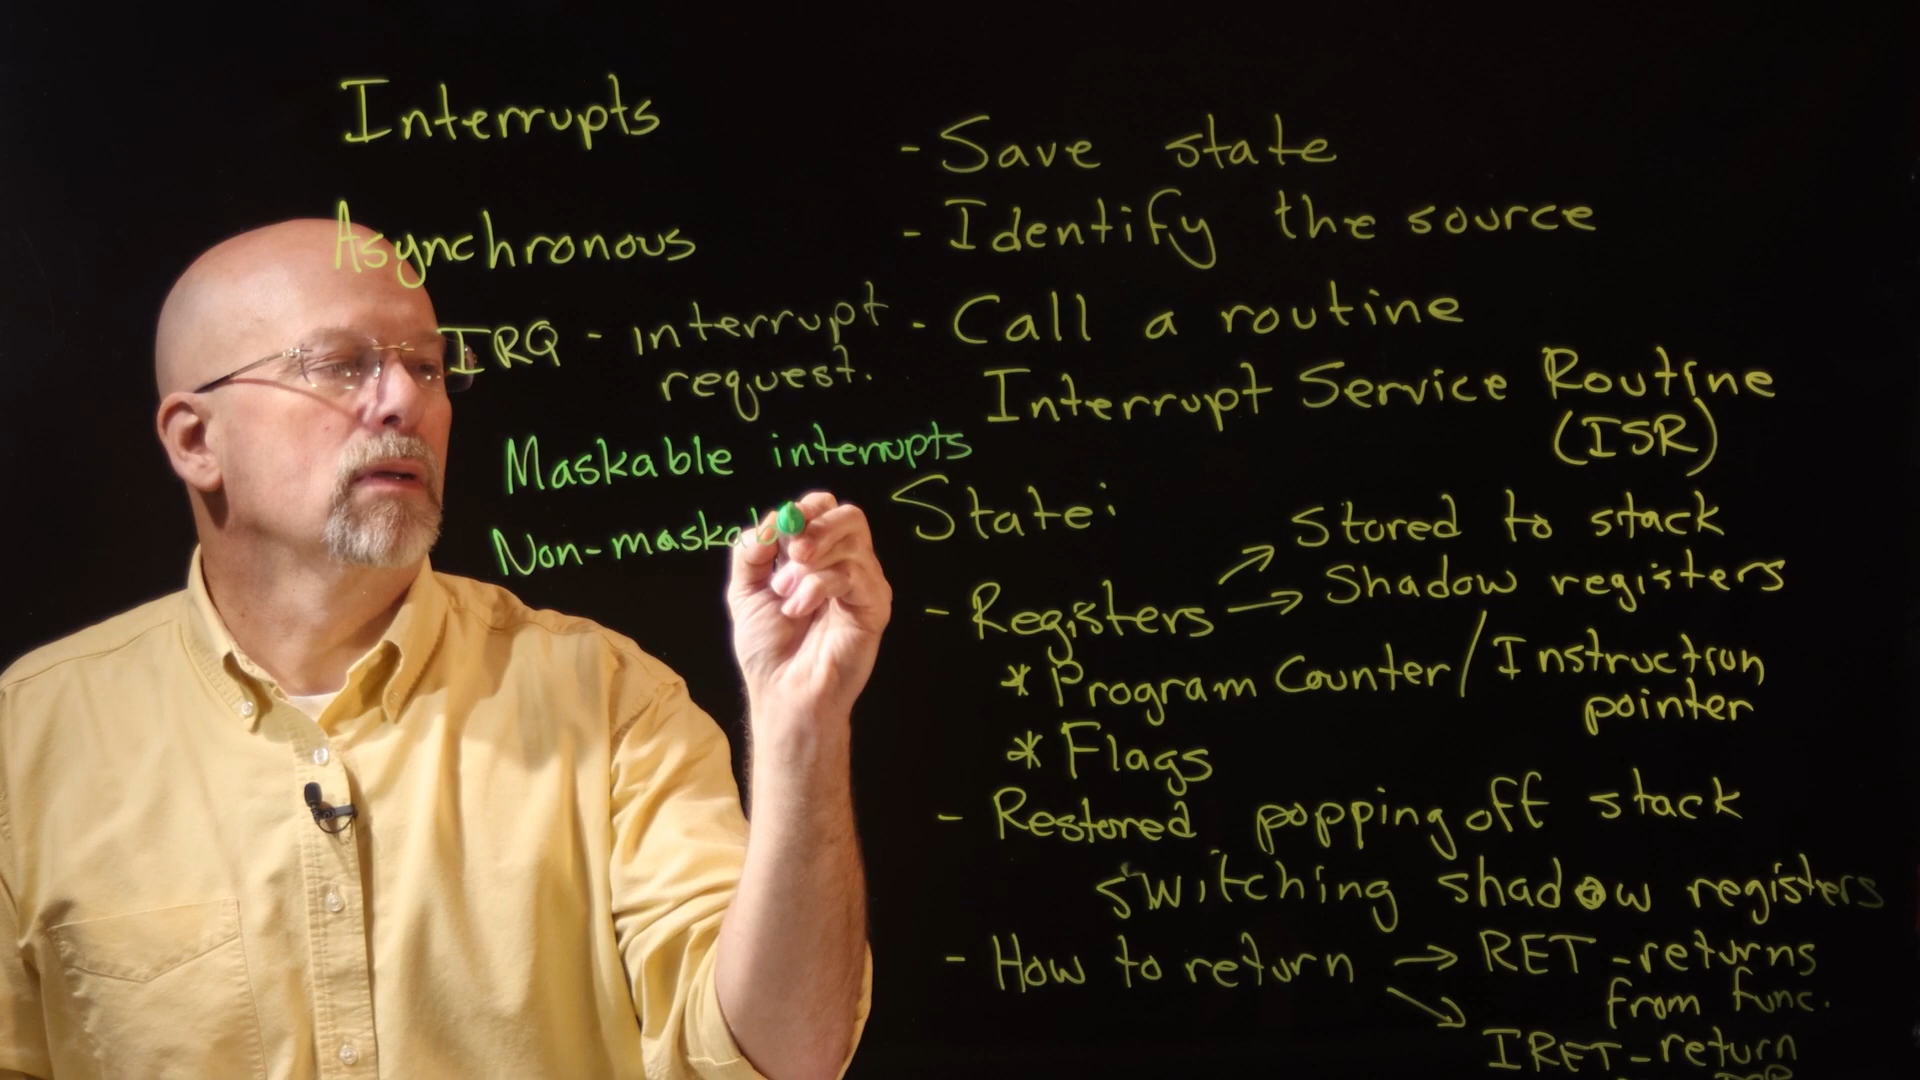 Interrupts
Asynchronous
IRQ - interrupt
request.
Maskable interrupts
Non-maskab
- Save state
- Identify the source
- Call a routine
Interrupt Service Routine
(ISR)
State:
- Registers → Stored to stack
→ Shadow registers
* Program Counter / Instruction
pointer
* Flags
- Restored popping off stack
switching shadow registers
- How to return → RET - returns
from func.
IRET - return